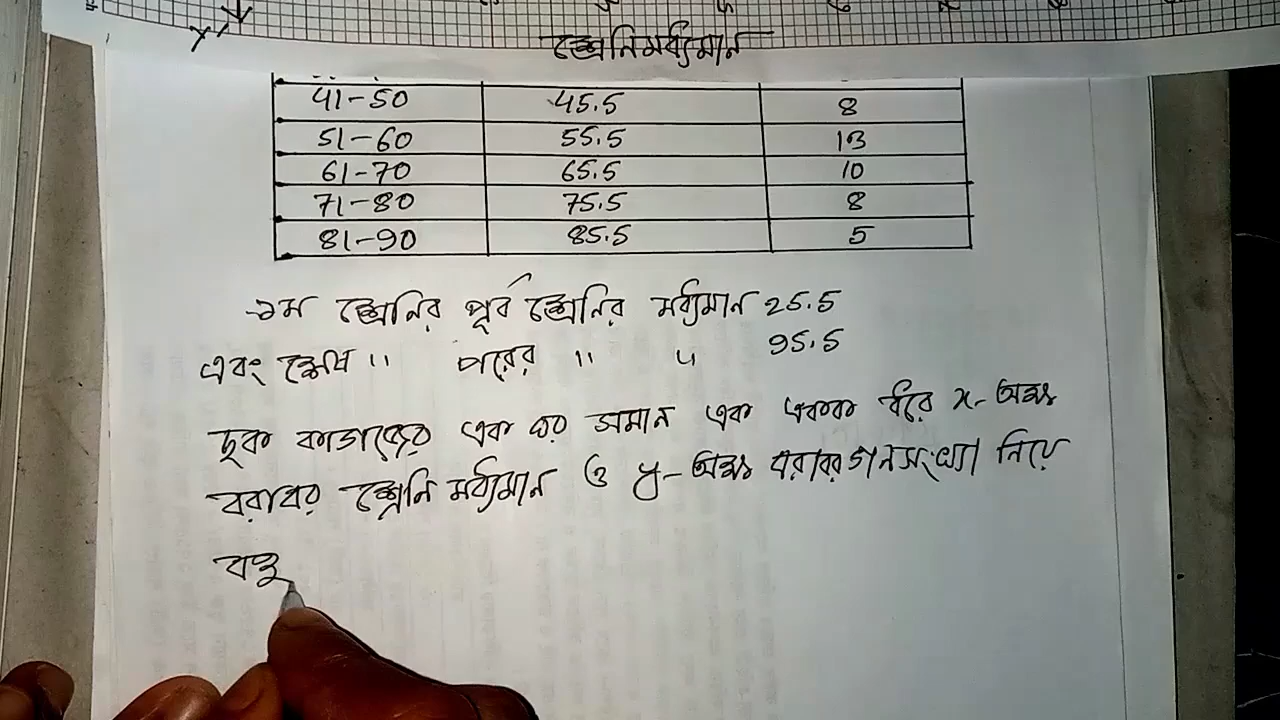 শ্রেনিমধ্যমান
41-50 45.5 8
51-60 55.5 13
61-70 65.5 10
71-80 75.5 8
81-90 85.5 5
১ম শ্রেনির পূর্ব শ্রেনির মধ্যমান 25.5
এবং শেষ " পরের " " 95.5
ছক কাগজের এক ঘর সমান এক একক ধরে x-অক্ষ
বরাবর শ্রেনি মধ্যমান ও y-অক্ষ বরাবর গনসংখ্যা নিয়ে
বহু